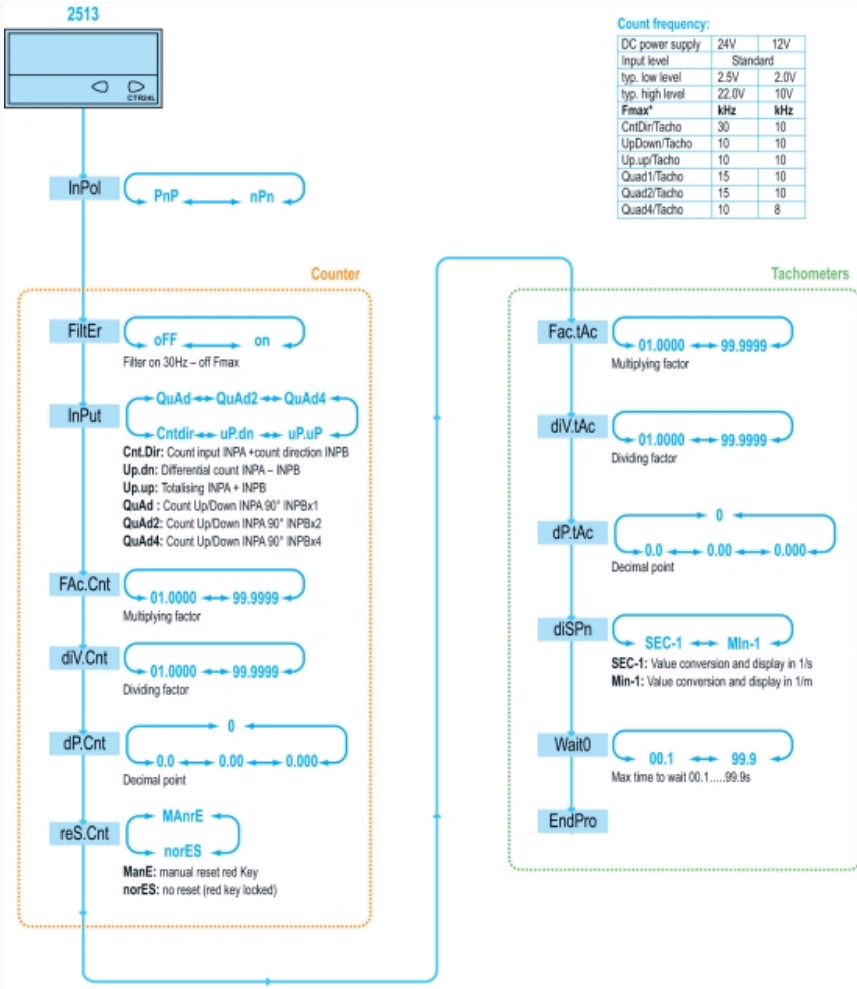 2513
CTR24L
Count frequency:
DC power supply 24V 12V
Input level Standard
typ. low level 2.5V 2.0V
typ. high level 22.0V 10V
Fmax* kHz kHz
CntDir/Tacho 30 10
UpDown/Tacho 10 10
Up.up/Tacho 10 10
Quad1/Tacho 15 10
Quad2/Tacho 15 10
Quad4/Tacho 10 8
InPol
PnP nPn
Counter
FiltEr
oFF on
Filter on 30Hz – off Fmax
InPut
QuAd QuAd2 QuAd4
Cntdir uP.dn uP.uP
Cnt.Dir: Count input INPA +count direction INPB
Up.dn: Differential count INPA – INPB
Up.up: Totalising INPA + INPB
QuAd : Count Up/Down INPA 90° INPBx1
QuAd2: Count Up/Down INPA 90° INPBx2
QuAd4: Count Up/Down INPA 90° INPBx4
FAc.Cnt
01.0000 99.9999
Multiplying factor
diV.Cnt
01.0000 99.9999
Dividing factor
dP.Cnt
0
0.0 0.00 0.000
Decimal point
reS.Cnt
MAnrE
norES
ManE: manual reset red Key
norES: no reset (red key locked)
Tachometers
Fac.tAc
01.0000 99.9999
Multiplying factor
diV.tAc
01.0000 99.9999
Dividing factor
dP.tAc
0
0.0 0.00 0.000
Decimal point
diSPn
SEC-1 MIn-1
SEC-1: Value conversion and display in 1/s
Min-1: Value conversion and display in 1/m
Wait0
00.1 99.9
Max time to wait 00.1.....99.9s
EndPro